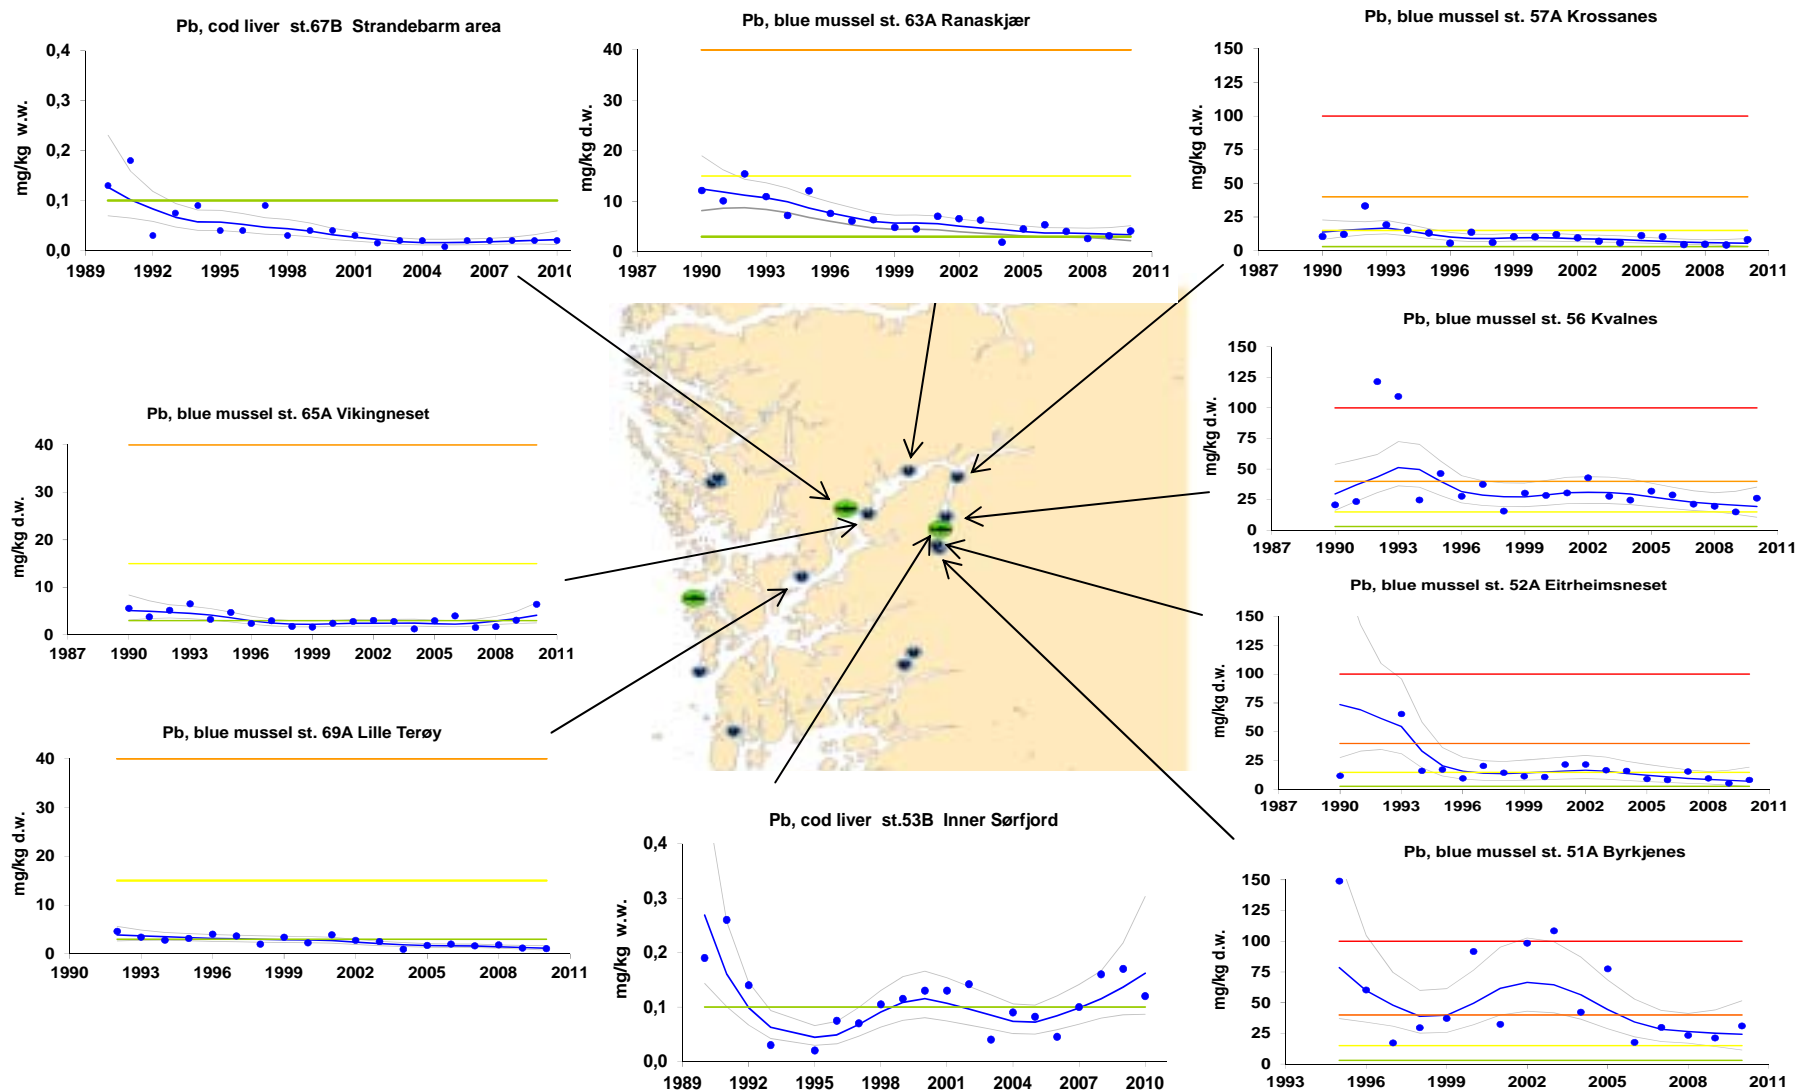 Pb, cod liver st.67B Strandebarm area
mg/kg w.w.
0,4
0,3
0,2
0,1
0,0
1989 1992 1995 1998 2001 2004 2007 2010
Pb, blue mussel st. 63A Ranaskjær
mg/kg d.w.
40
30
20
10
0
1987 1990 1993 1996 1999 2002 2005 2008 2011
Pb, blue mussel st. 57A Krossanes
mg/kg d.w.
150
125
100
75
50
25
0
1987 1990 1993 1996 1999 2002 2005 2008 2011
Pb, blue mussel st. 56 Kvalnes
mg/kg d.w.
150
125
100
75
50
25
0
1987 1990 1993 1996 1999 2002 2005 2008 2011
Pb, blue mussel st. 65A Vikingneset
mg/kg d.w.
40
30
20
10
0
1987 1990 1993 1996 1999 2002 2005 2008 2011
Pb, blue mussel st. 52A Eitrheimsneset
mg/kg d.w.
150
125
100
75
50
25
0
1987 1990 1993 1996 1999 2002 2005 2008 2011
Pb, blue mussel st. 69A Lille Terøy
mg/kg d.w.
40
30
20
10
0
1990 1993 1996 1999 2002 2005 2008 2011
Pb, cod liver st.53B Inner Sørfjord
mg/kg w.w.
0,4
0,3
0,2
0,1
0,0
1989 1992 1995 1998 2001 2004 2007 2010
Pb, blue mussel st. 51A Byrkjenes
mg/kg d.w.
150
125
100
75
50
25
0
1993 1996 1999 2002 2005 2008 2011